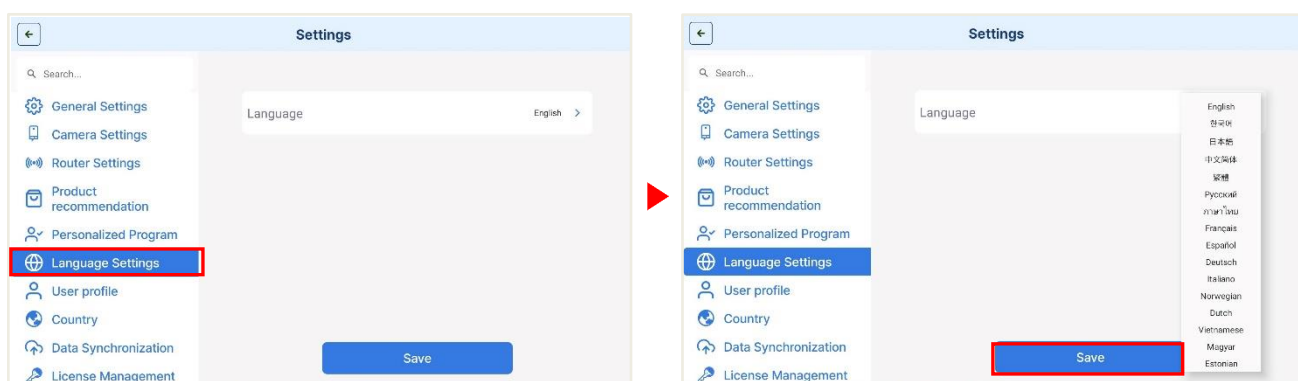 Settings
Search...
General Settings
Camera Settings
Router Settings
Product
recommendation
Personalized Program
Language Settings
User profile
Country
Data Synchronization
License Management
Language
English
Save
Settings
Search...
General Settings
Camera Settings
Router Settings
Product
recommendation
Personalized Program
Language Settings
User profile
Country
Data Synchronization
License Management
Language
English
한국어
日本語
中文简体
繁體
Русский
ภาษาไทย
Français
Español
Deutsch
Italiano
Norwegian
Dutch
Vietnamese
Magyar
Estonian
Save